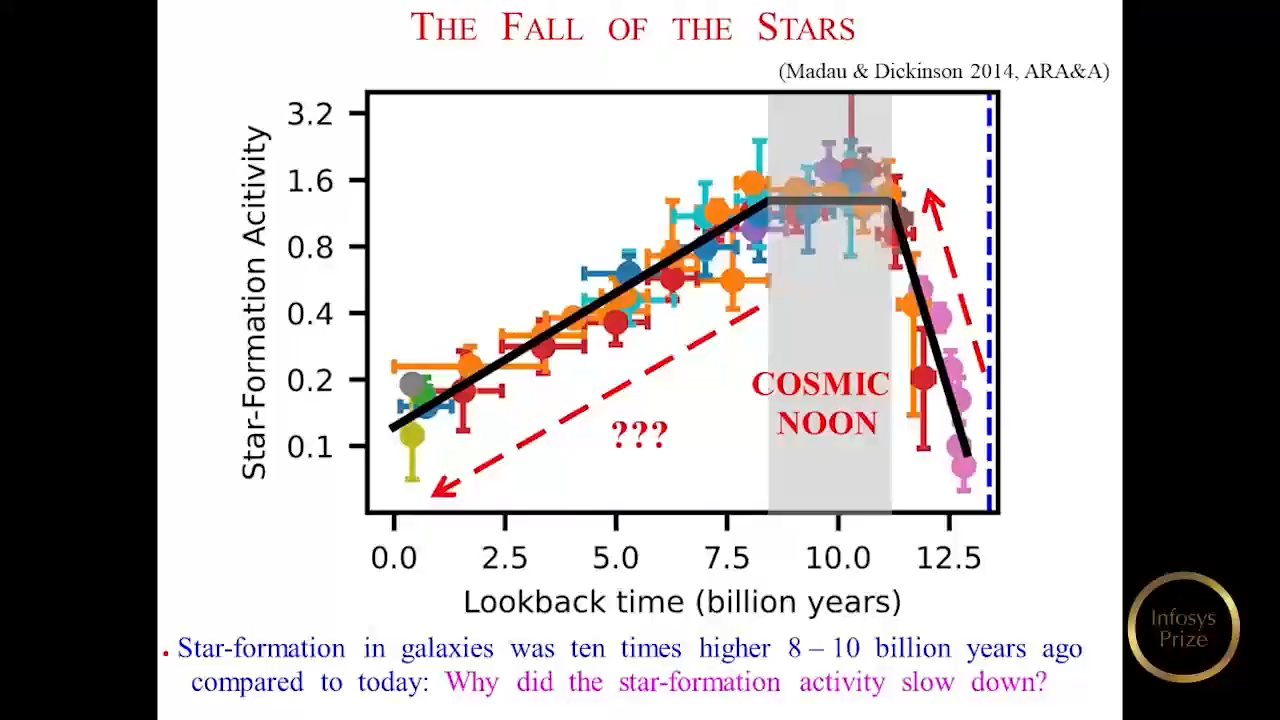 THE FALL OF THE STARS
(Madau & Dickinson 2014, ARA&A)
Star-Formation Acitivity
3.2
1.6
0.8
0.4
0.2
0.1
COSMIC
NOON
???
0.0 2.5 5.0 7.5 10.0 12.5
Lookback time (billion years)
. Star-formation in galaxies was ten times higher 8 – 10 billion years ago
compared to today: Why did the star-formation activity slow down?
Infosys
Prize